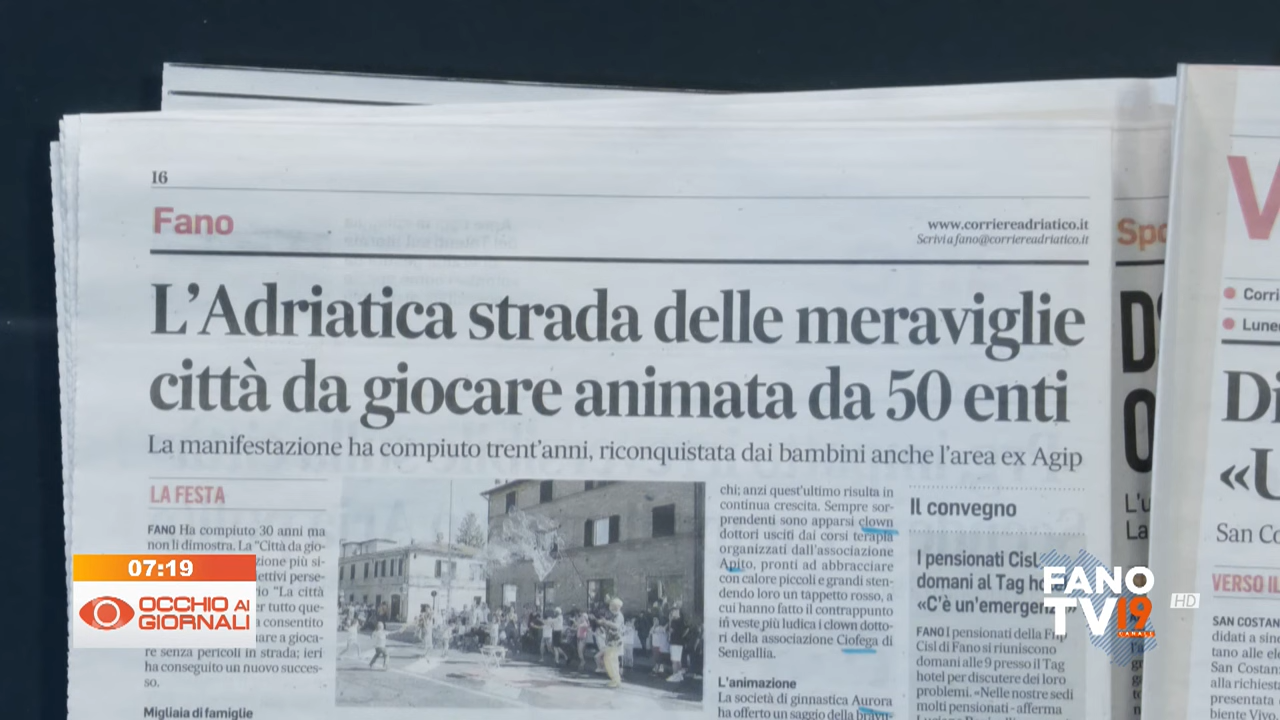 16
Fano
www.corriereadriatico.it
Scrivi a fano@corriereadriatico.it
L'Adriatica strada delle meraviglie
città da giocare animata da 50 enti
La manifestazione ha compiuto trent'anni, riconquistata dai bambini anche l'area ex Agip
LA FESTA
FANO Ha compiuto 30 anni ma
non li dimostra. La "Città da gio-
zione più si-
ettivi perse-
"La città
er tutto que-
consentito
are a gioca-
re senza pericoli in strada; ieri
ha conseguito un nuovo succes-
so.
Migliaia di famiglie
chi; anzi quest'ultimo risulta in
continua crescita. Sempre sor-
prendenti sono apparsi clown
dottori usciti dai corsi terapia
organizzati dall'associazione
Apito, pronti ad abbracciare
con calore piccoli e grandi sten-
dendo loro un tappetto rosso, a
cui hanno fatto il contrappunto
in veste più ludica i clown dotto-
ri della associazione Ciofega di
Senigallia.
L'animazione
La società di ginnastica Aurora
ha offerto un saggio della
Il convegno
I pensionati Cisl
domani al Tag
«C'è un'emergen
FANO I pensionati della Fnp
Cisl di Fano si riuniscono
domani alle 9 presso il Tag
hotel per discutere dei loro
problemi. «Nelle nostre sedi
molti pensionati - afferma
Spo
D
O
L'u
La
V
Corri
Lune
Di
«U
San Co
VERSO IL
SAN COSTAN
didati a sin
tano alle el
San Costan
alla richiest
presentata
biente Vivo
07:19
OCCHIO AI
GIORNALI
FANO
TV19
CANALE
HD